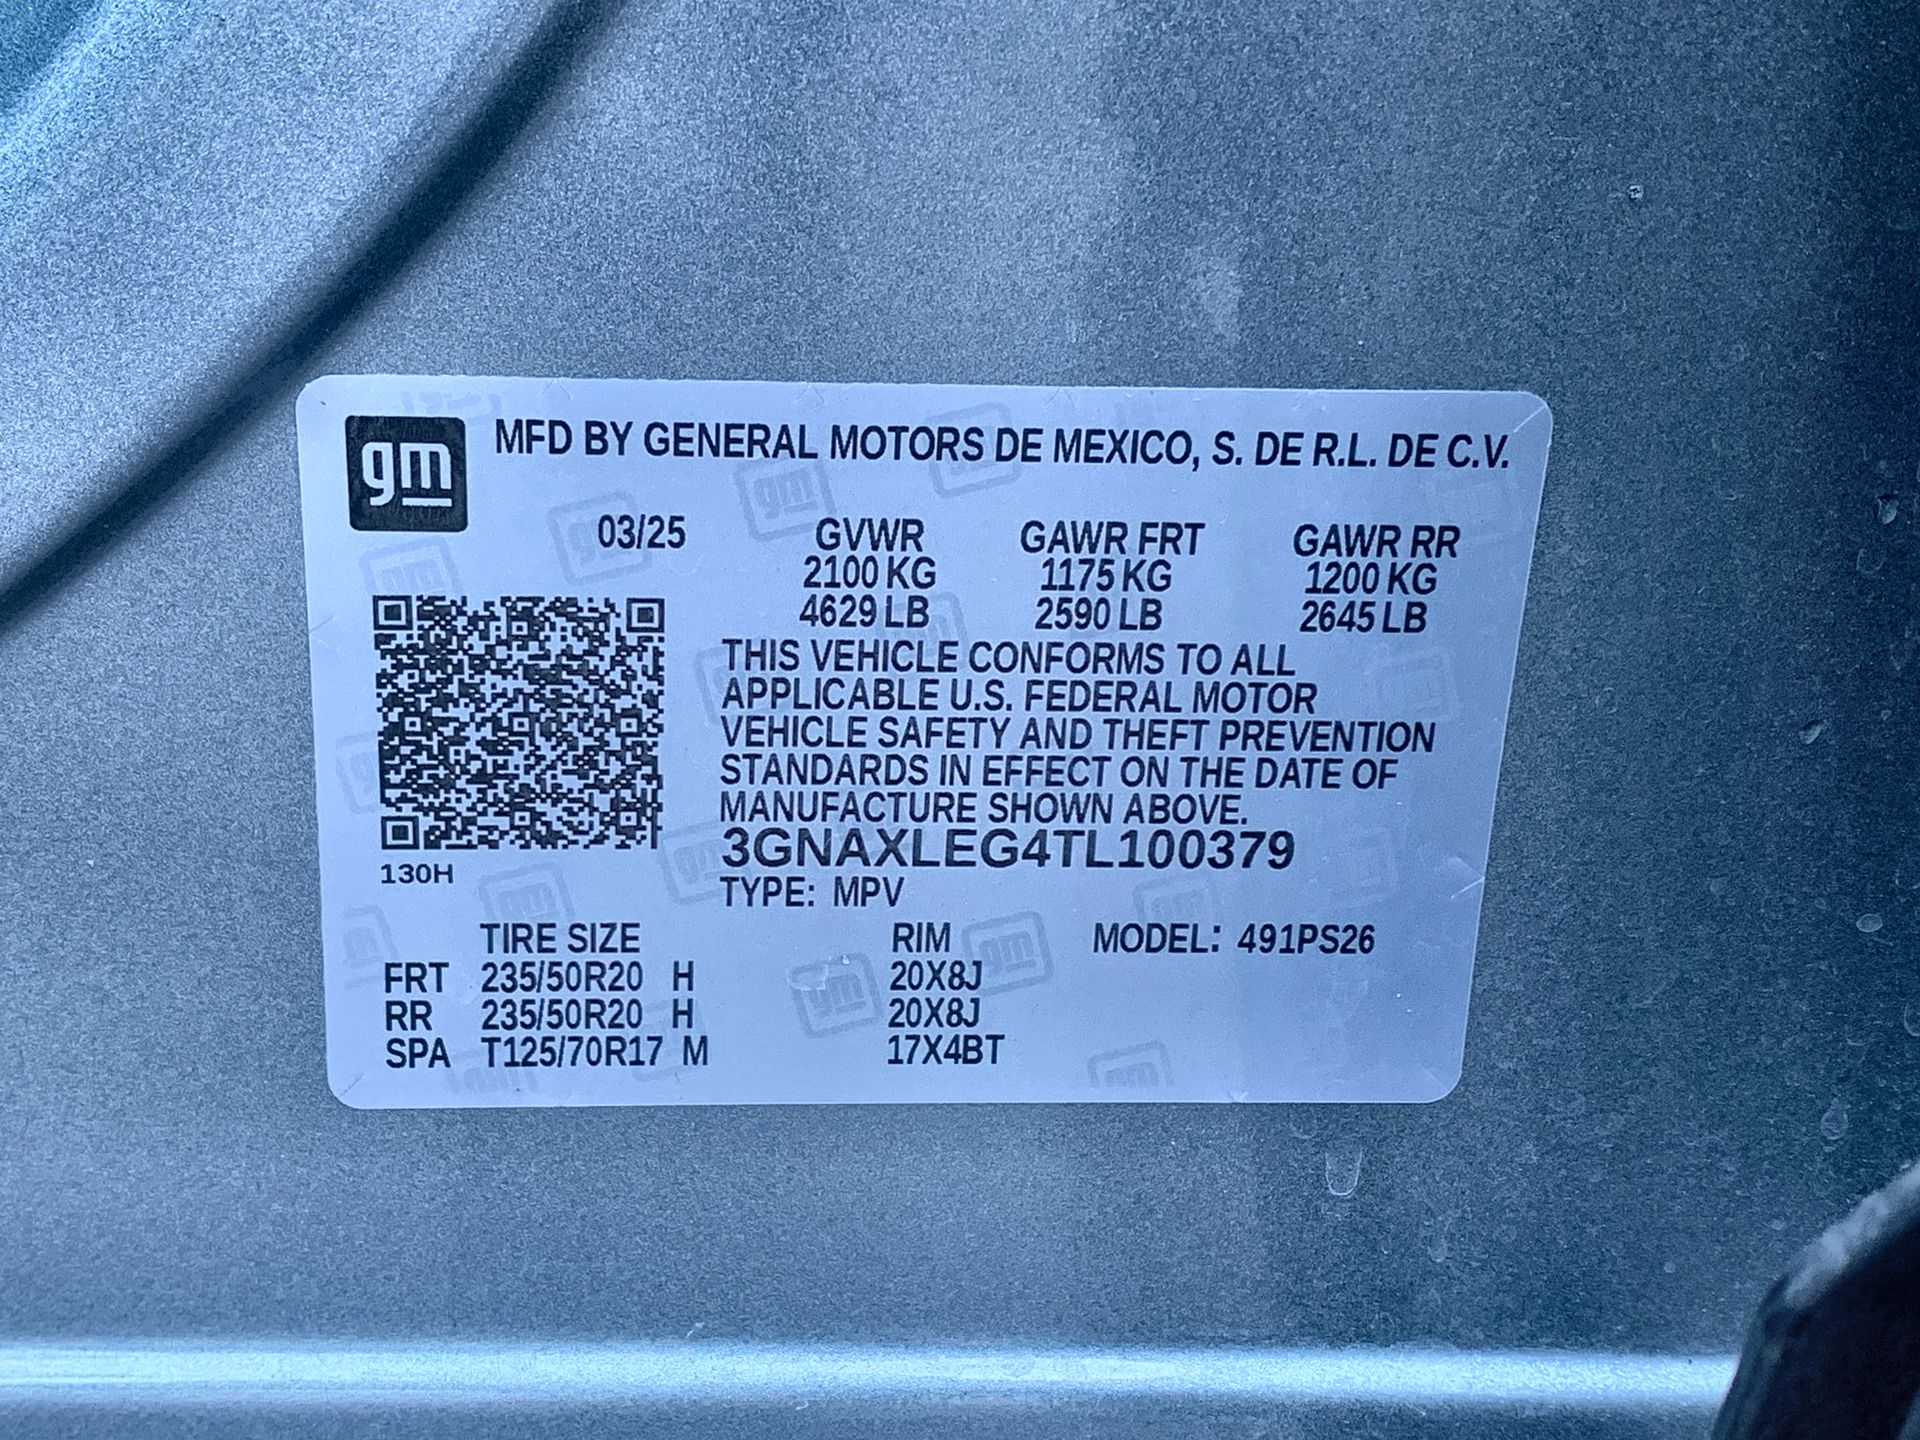 gm MFD BY GENERAL MOTORS DE MEXICO, S. DE R.L. DE C.V.
03/25 GVWR GAWR FRT GAWR RR
2100 KG 1175 KG 1200 KG
4629 LB 2590 LB 2645 LB
THIS VEHICLE CONFORMS TO ALL
APPLICABLE U.S. FEDERAL MOTOR
VEHICLE SAFETY AND THEFT PREVENTION
STANDARDS IN EFFECT ON THE DATE OF
MANUFACTURE SHOWN ABOVE.
3GNAXLEG4TL100379
130H
TYPE: MPV
TIRE SIZE RIM MODEL: 491PS26
FRT 235/50R20 H 20X8J
RR 235/50R20 H 20X8J
SPA T125/70R17 M 17X4BT